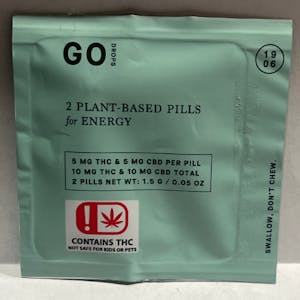 GO
DROPS
19
06
2 PLANT-BASED PILLS
for ENERGY
5 MG THC & 5 MG CBD PER PILL
10 MG THC & 10 MG CBD TOTAL
2 PILLS NET WT: 1.5 G / 0.05 OZ
!
CONTAINS THC
NOT SAFE FOR KIDS OR PETS
SWALLOW, DON'T CHEW.